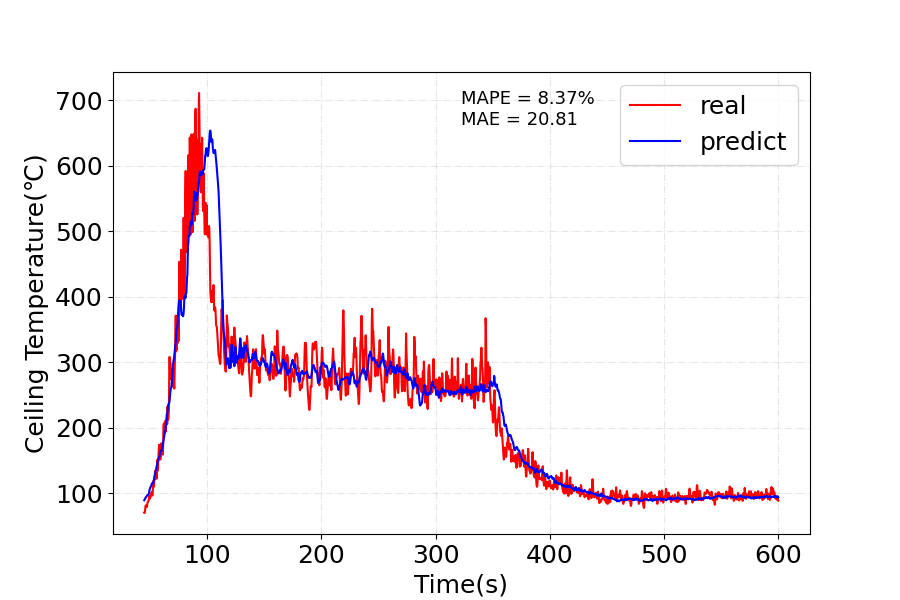 MAPE = 8.37%
MAE = 20.81
real
predict
Ceiling Temperature(℃)
700
600
500
400
300
200
100
100 200 300 400 500 600
Time(s)